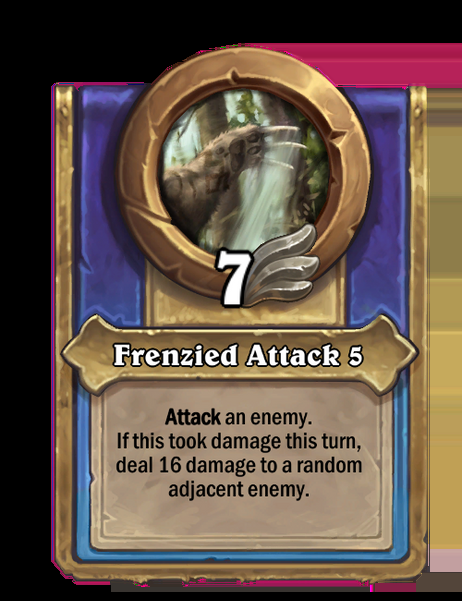 7
Frenzied Attack 5
Attack an enemy.
If this took damage this turn,
deal 16 damage to a random
adjacent enemy.